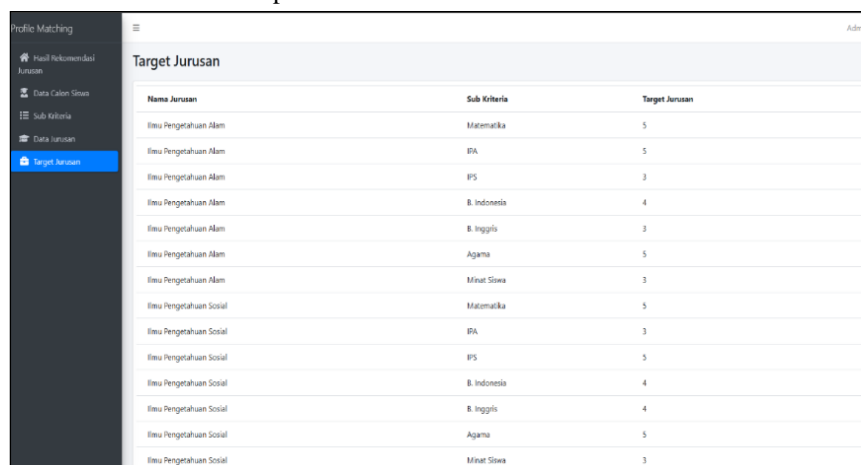 Profile Matching
Adm
Hasil Rekomendasi
Jurusan
Data Calon Siswa
Sub Kriteria
Data Jurusan
Target Jurusan
Target Jurusan
Nama Jurusan Sub Kriteria Target Jurusan
Ilmu Pengetahuan Alam Matematika 5
Ilmu Pengetahuan Alam IPA 5
Ilmu Pengetahuan Alam IPS 3
Ilmu Pengetahuan Alam B. Indonesia 4
Ilmu Pengetahuan Alam B. Inggris 3
Ilmu Pengetahuan Alam Agama 5
Ilmu Pengetahuan Alam Minat Siswa 3
Ilmu Pengetahuan Sosial Matematika 5
Ilmu Pengetahuan Sosial IPA 3
Ilmu Pengetahuan Sosial IPS 5
Ilmu Pengetahuan Sosial B. Indonesia 4
Ilmu Pengetahuan Sosial B. Inggris 4
Ilmu Pengetahuan Sosial Agama 5
Ilmu Pengetahuan Sosial Minat Siswa 3